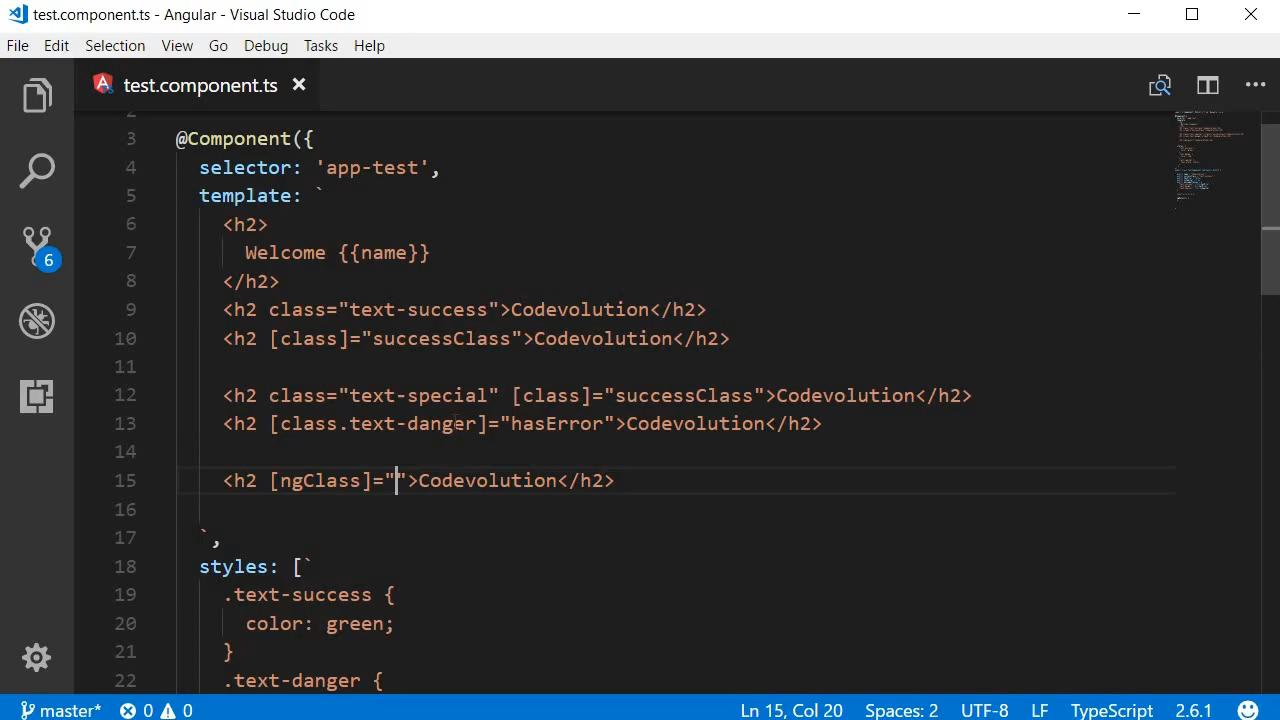 test.component.ts - Angular - Visual Studio Code
File Edit Selection View Go Debug Tasks Help
test.component.ts
2
3 @Component({
4 selector: 'app-test',
5 template: `
6 <h2>
7 Welcome {{name}}
8 </h2>
9 <h2 class="text-success">Codevolution</h2>
10 <h2 [class]="successClass">Codevolution</h2>
11
12 <h2 class="text-special" [class]="successClass">Codevolution</h2>
13 <h2 [class.text-danger]="hasError">Codevolution</h2>
14
15 <h2 [ngClass]="">Codevolution</h2>
16
17 `,
18 styles: [`
19 .text-success {
20 color: green;
21 }
22 .text-danger {
6
master* 0 0 Ln 15, Col 20 Spaces: 2 UTF-8 LF TypeScript 2.6.1